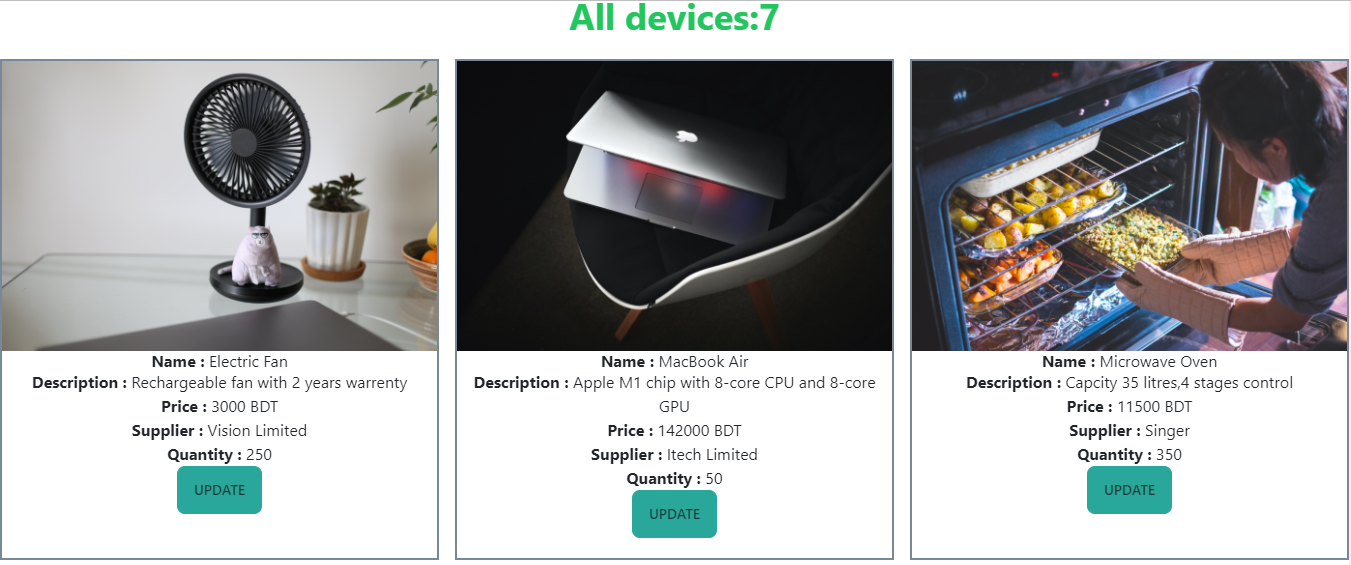 All devices:7
Name : Electric Fan
Description : Rechargeable fan with 2 years warrenty
Price : 3000 BDT
Supplier : Vision Limited
Quantity : 250
UPDATE
Name : MacBook Air
Description : Apple M1 chip with 8-core CPU and 8-core
GPU
Price : 142000 BDT
Supplier : Itech Limited
Quantity : 50
UPDATE
Name : Microwave Oven
Description : Capcity 35 litres,4 stages control
Price : 11500 BDT
Supplier : Singer
Quantity : 350
UPDATE